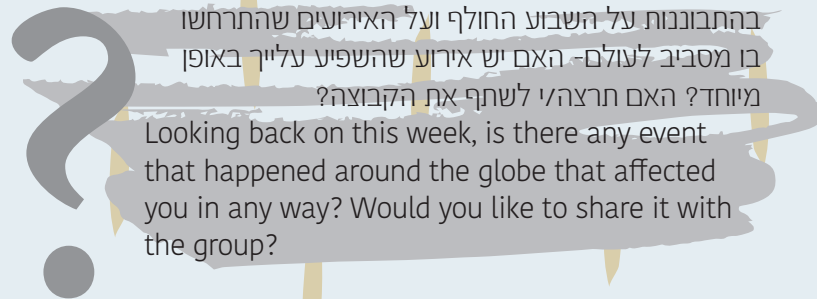 בהתבוננות על השבוע החולף ועל האירועים שהתרחשו
בו מסביב לעולם- האם יש אירוע שהשפיע עלייך באופן
מיוחד? האם תרצה/י לשתף את הקבוצה?
Looking back on this week, is there any event
that happened around the globe that affected
you in any way? Would you like to share it with
the group?
?